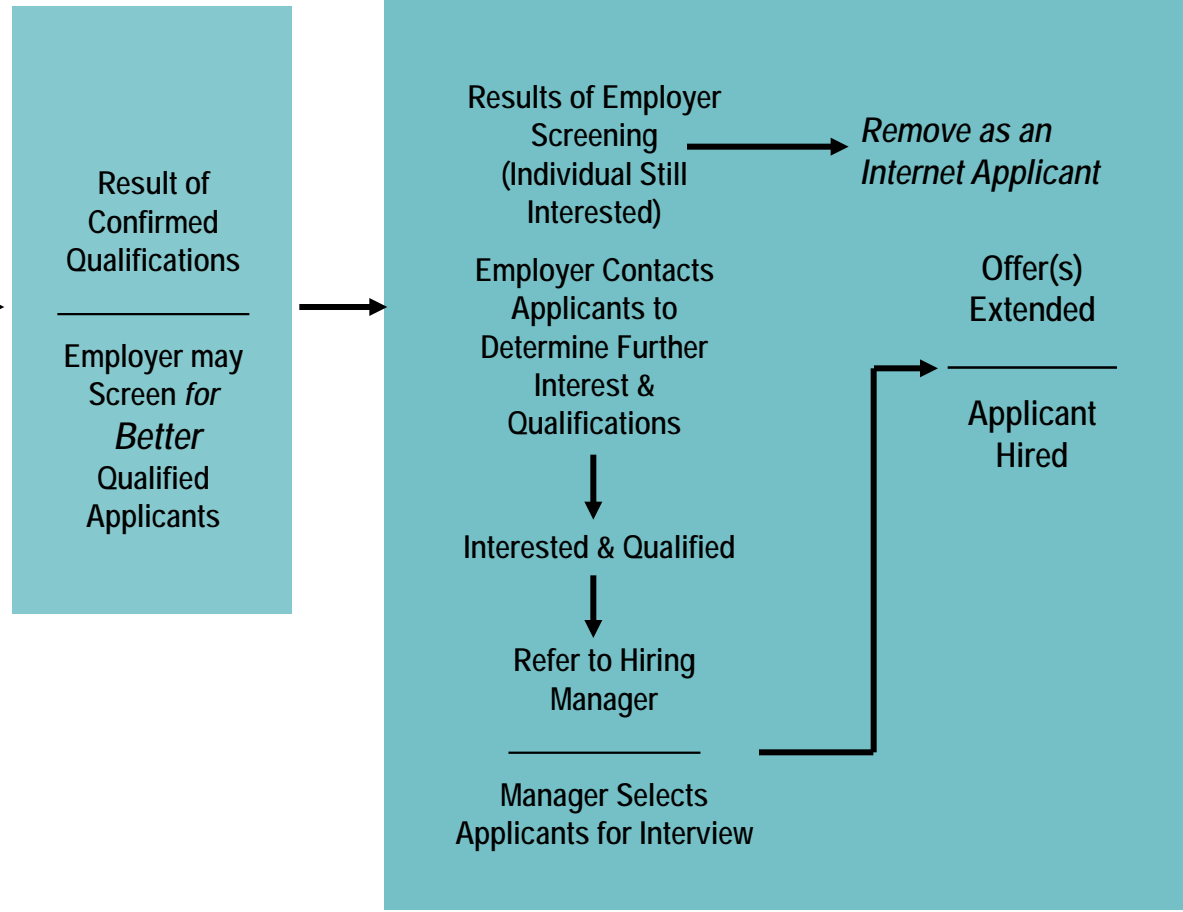 Result of
Confirmed
Qualifications
Employer may
Screen for
Better
Qualified
Applicants
Results of Employer
Screening
(Individual Still
Interested)
Remove as an
Internet Applicant
Employer Contacts
Applicants to
Determine Further
Interest &
Qualifications
Interested & Qualified
Refer to Hiring
Manager
Manager Selects
Applicants for Interview
Offer(s)
Extended
Applicant
Hired